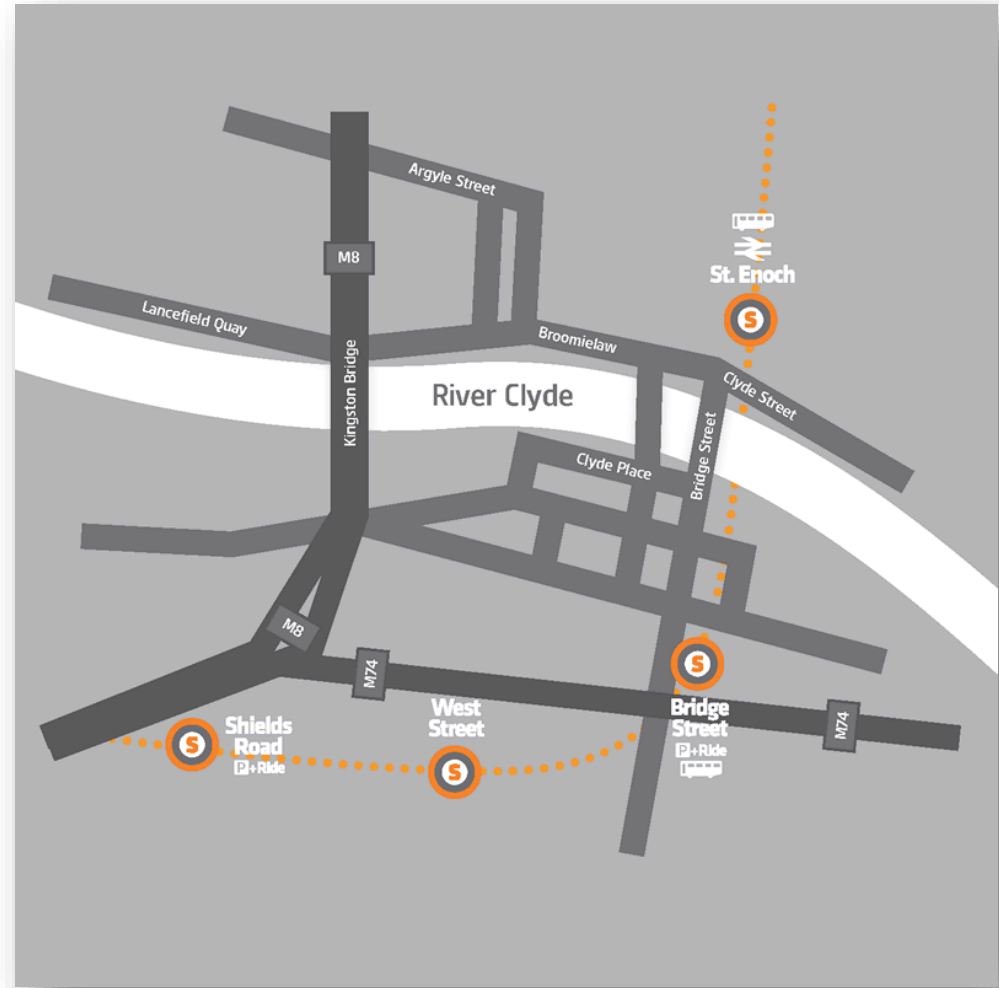 Argyle Street
M8
St. Enoch
S
Lancefield Quay
Broomielaw
Kingston Bridge
River Clyde
Clyde Street
Bridge Street
Clyde Place
M8
M74
S
Bridge
Street
P+Ride
M74
S
Shields
Road
P+Ride
West
Street
S